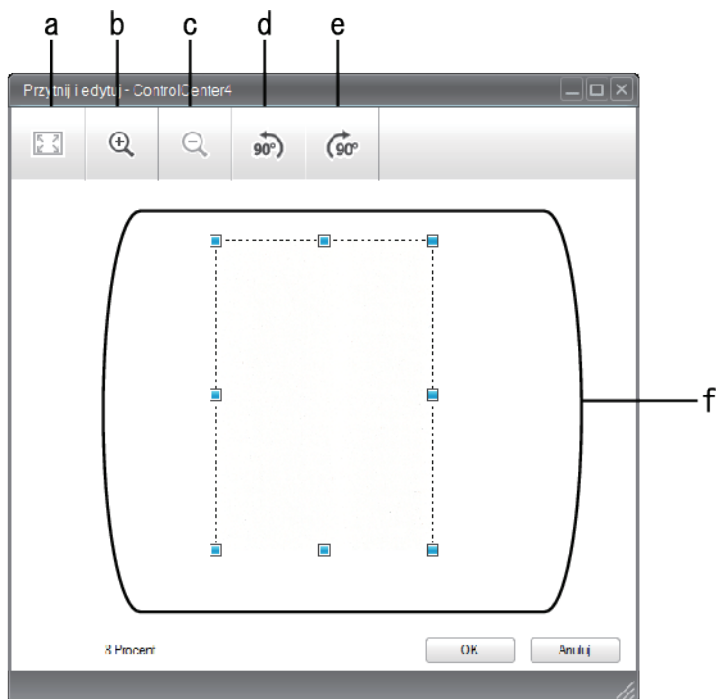 a b c d e
Przytnij i edytuj - ControlCenter4
90° 90°
f
8 Procent
OK Anuluj